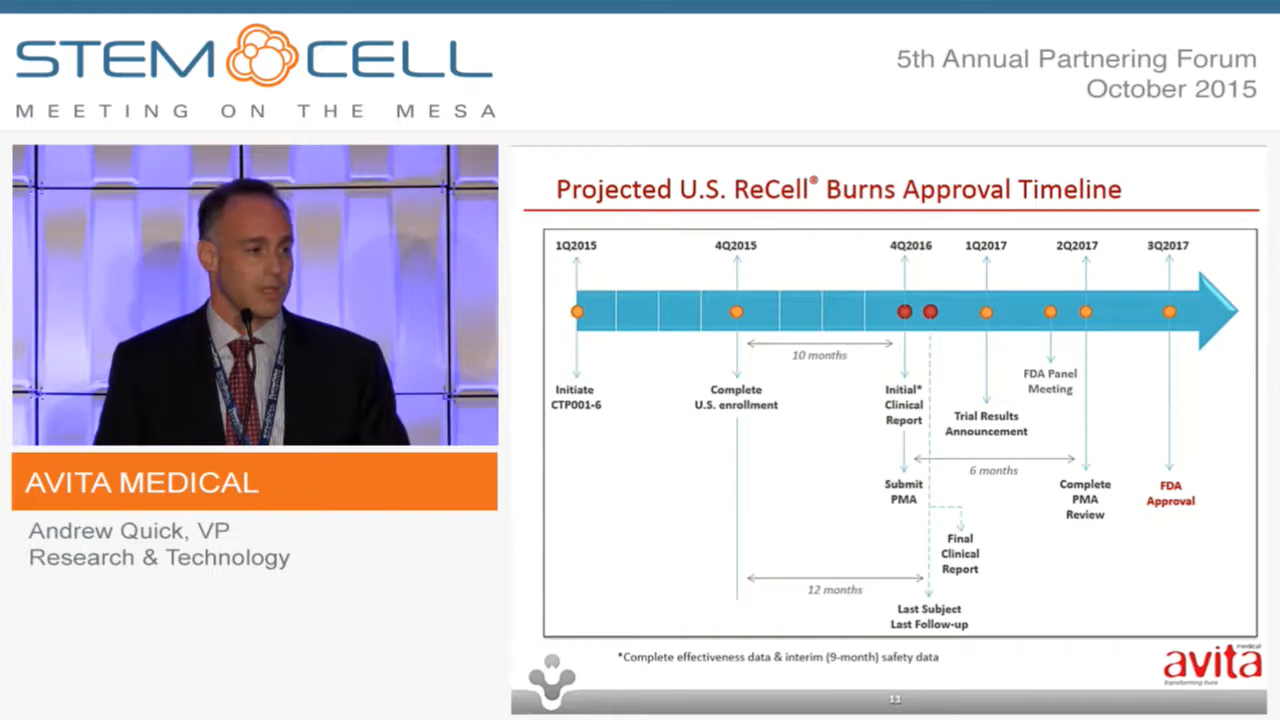 STEM CELL
MEETING ON THE MESA
5th Annual Partnering Forum
October 2015
AVITA MEDICAL
Andrew Quick, VP
Research & Technology
Projected U.S. ReCell® Burns Approval Timeline
1Q2015
4Q2015
4Q2016
1Q2017
2Q2017
3Q2017
10 months
Initiate
CTP001-6
Complete
U.S. enrollment
Initial*
Clinical
Report
Trial Results
Announcement
FDA Panel
Meeting
6 months
Submit
PMA
Complete
PMA
Review
FDA
Approval
Final
Clinical
Report
12 months
Last Subject
Last Follow-up
*Complete effectiveness data & interim (9-month) safety data
avita
medical
11